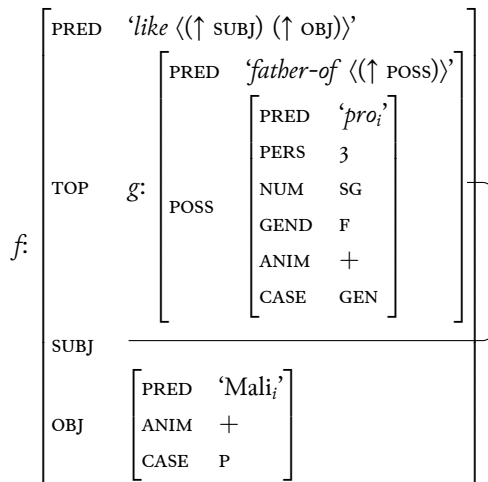 PRED ‘like ⟨(↑ SUBJ) (↑ OBJ)⟩’
PRED ‘father-of ⟨(↑ POSS)⟩’
PRED ‘proᵢ’
PERS 3
TOP g: NUM SG
POSS
GEND F
f:
ANIM +
CASE GEN
SUBJ
PRED ‘Maliᵢ’
OBJ ANIM +
CASE P